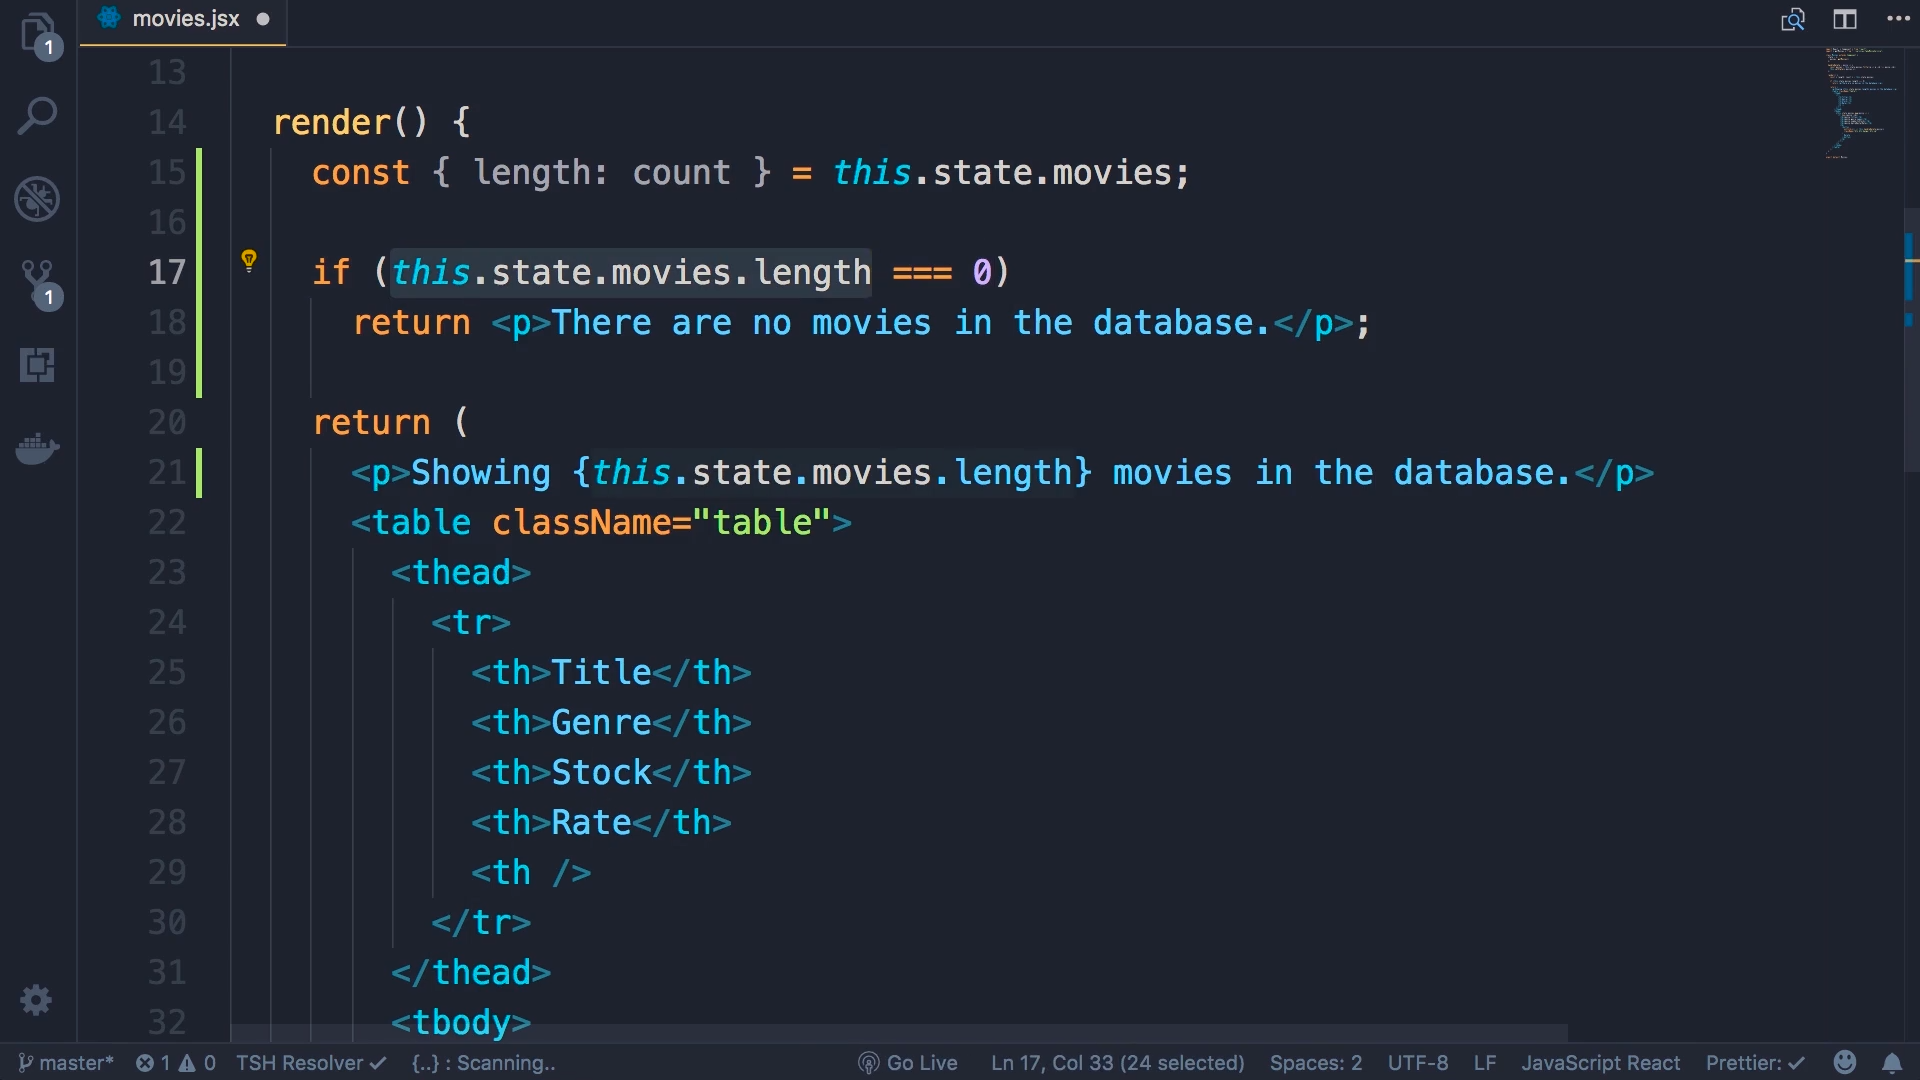 movies.jsx
1
13
14 render() {
15 const { length: count } = this.state.movies;
16
17 if (this.state.movies.length === 0)
18 return <p>There are no movies in the database.</p>;
19
20 return (
21 <p>Showing {this.state.movies.length} movies in the database.</p>
22 <table className="table">
23 <thead>
24 <tr>
25 <th>Title</th>
26 <th>Genre</th>
27 <th>Stock</th>
28 <th>Rate</th>
29 <th />
30 </tr>
31 </thead>
32 <tbody>
1
master* 1 0 TSH Resolver ✓ {..} : Scanning.. Go Live Ln 17, Col 33 (24 selected) Spaces: 2 UTF-8 LF JavaScript React Prettier: ✓